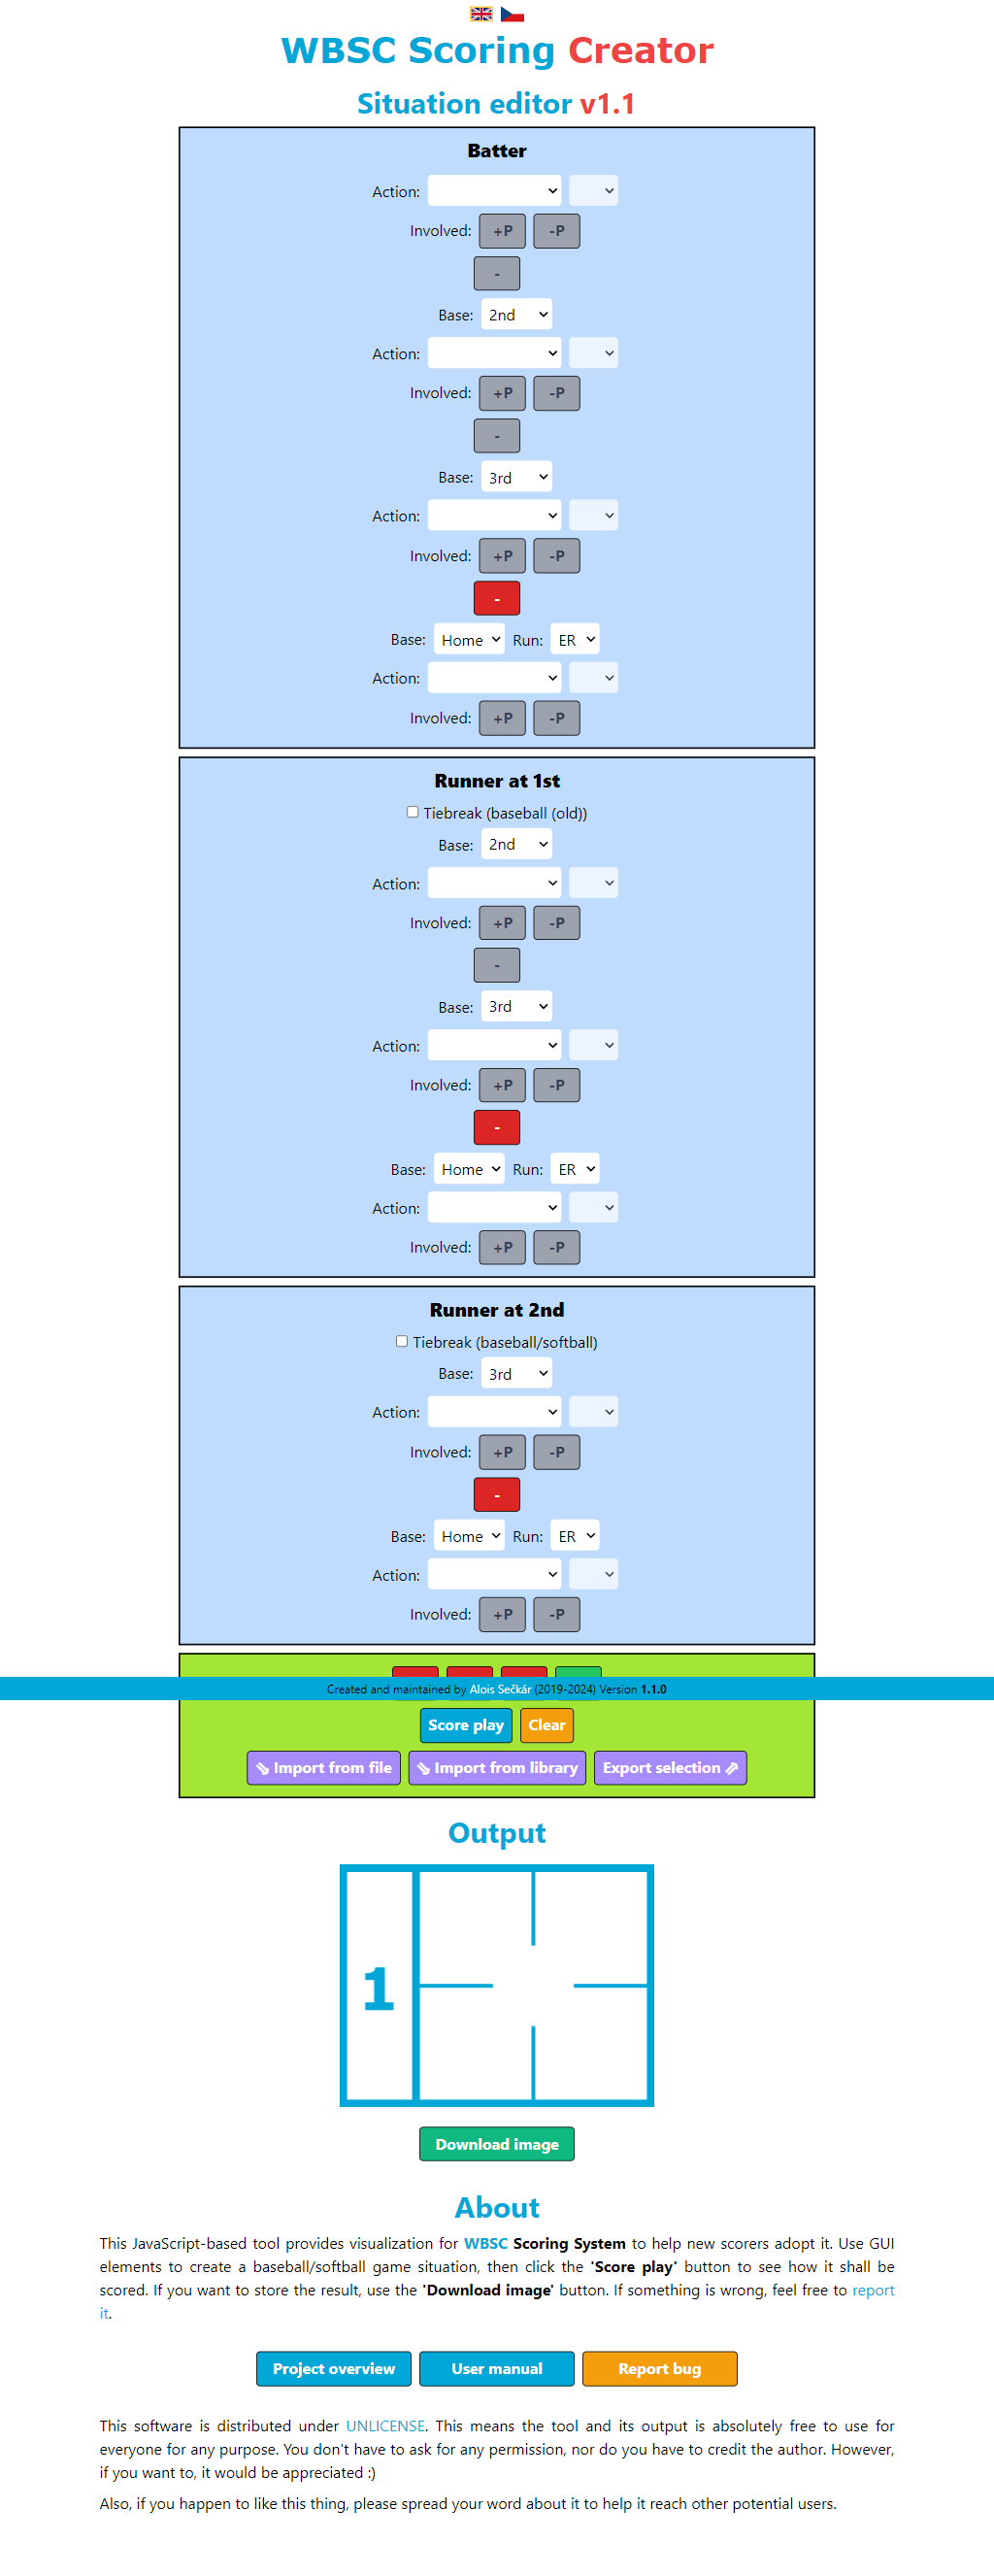 WBSC Scoring Creator
Situation editor v1.1
Batter
Action:
Involved: +P -P
-
Base: 2nd
Action:
Involved: +P -P
-
Base: 3rd
Action:
Involved: +P -P
-
Base: Home Run: ER
Action:
Involved: +P -P
Runner at 1st
Tiebreak (baseball (old))
Base: 2nd
Action:
Involved: +P -P
-
Base: 3rd
Action:
Involved: +P -P
-
Base: Home Run: ER
Action:
Involved: +P -P
Runner at 2nd
Tiebreak (baseball/softball)
Base: 3rd
Action:
Involved: +P -P
-
Base: Home Run: ER
Action:
Involved: +P -P
Created and maintained by Alois Sečkár (2019-2024) Version 1.1.0
Score play Clear
⇘ Import from file ⇘ Import from library Export selection ⇗
Output
1
Download image
About
This JavaScript-based tool provides visualization for WBSC Scoring System to help new scorers adopt it. Use GUI
elements to create a baseball/softball game situation, then click the 'Score play' button to see how it shall be
scored. If you want to store the result, use the 'Download image' button. If something is wrong, feel free to report
it.
Project overview User manual Report bug
This software is distributed under UNLICENSE. This means the tool and its output is absolutely free to use for
everyone for any purpose. You don't have to ask for any permission, nor do you have to credit the author. However,
if you want to, it would be appreciated :)
Also, if you happen to like this thing, please spread your word about it to help it reach other potential users.